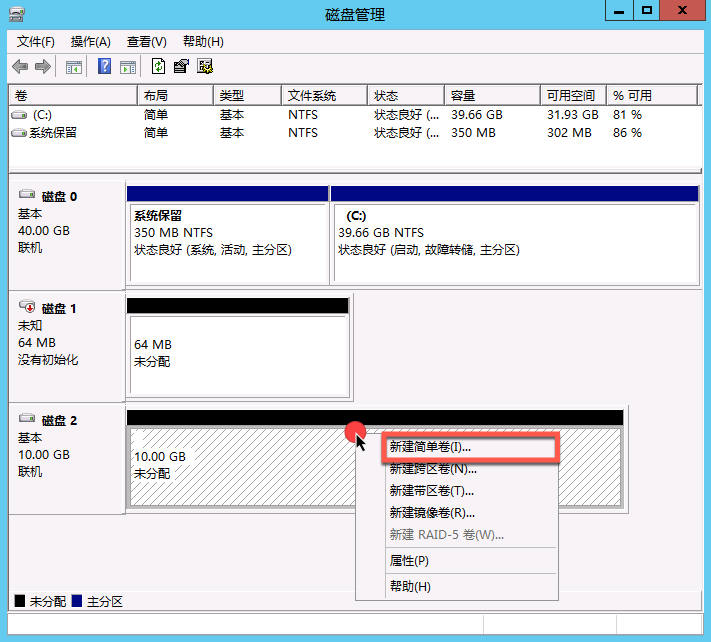 磁盘管理
文件(F) 操作(A) 查看(V) 帮助(H)
卷 布局 类型 文件系统 状态 容量 可用空间 % 可用
(C:) 简单 基本 NTFS 状态良好 (... 39.66 GB 31.93 GB 81 %
系统保留 简单 基本 NTFS 状态良好 (... 350 MB 302 MB 86 %
磁盘 0
基本
40.00 GB
联机
系统保留
350 MB NTFS
状态良好 (系统, 活动, 主分区)
(C:)
39.66 GB NTFS
状态良好 (启动, 故障转储, 主分区)
磁盘 1
未知
64 MB
没有初始化
64 MB
未分配
磁盘 2
基本
10.00 GB
联机
10.00 GB
未分配
新建简单卷(I)...
新建跨区卷(N)...
新建带区卷(T)...
新建镜像卷(R)...
新建 RAID-5 卷(W)...
属性(P)
帮助(H)
未分配 主分区